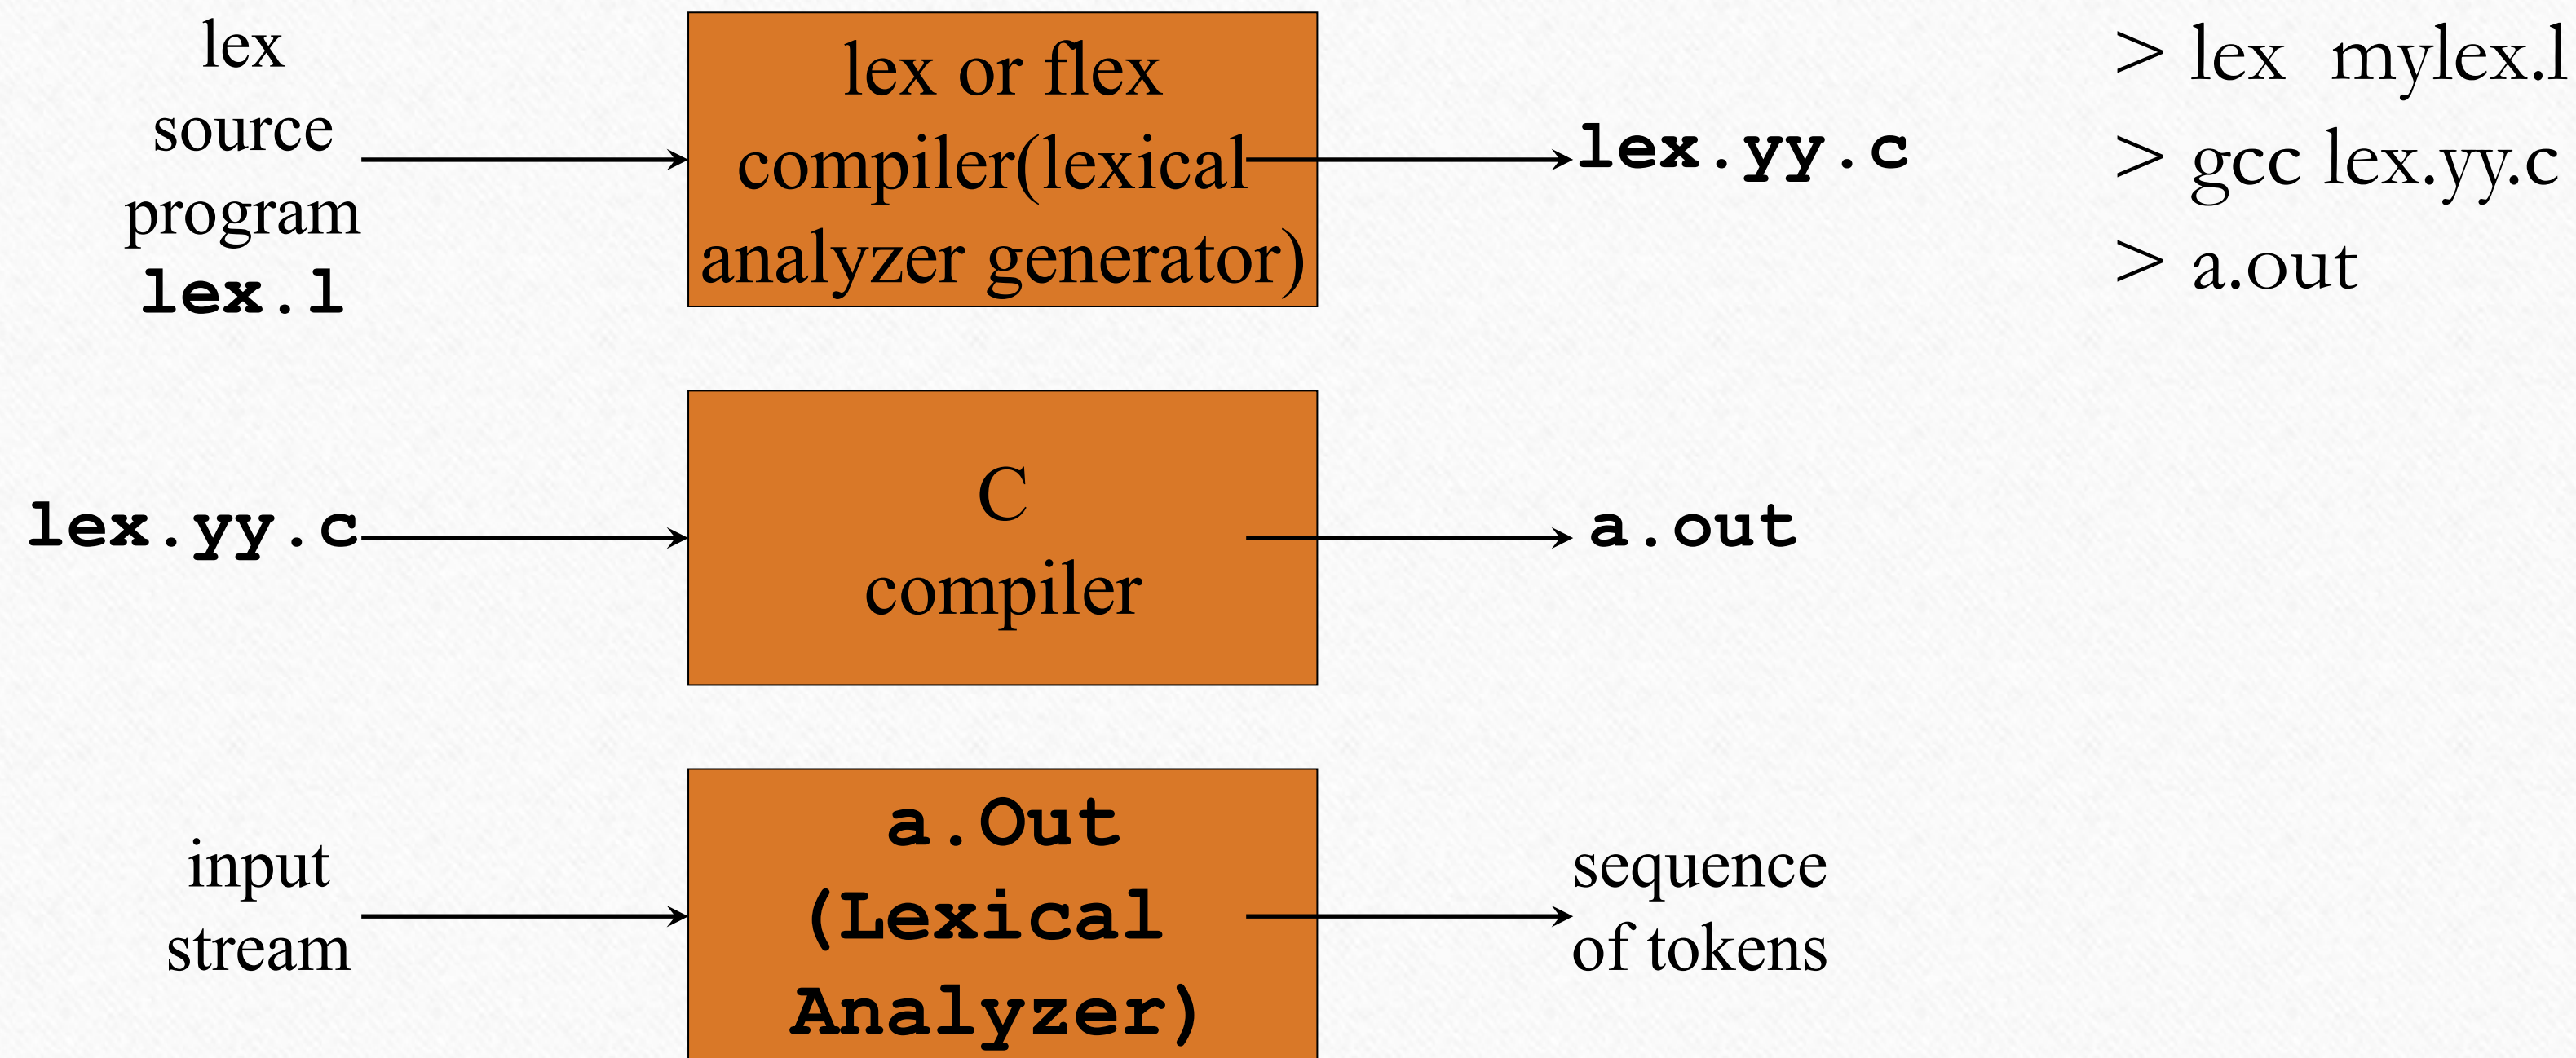 lex
source
program
lex.l
lex or flex
compiler(lexical
analyzer generator)
lex.yy.c
> lex  mylex.l
> gcc lex.yy.c
> a.out
lex.yy.c
C
compiler
a.out
input
stream
a.Out
(Lexical
Analyzer)
sequence
of tokens